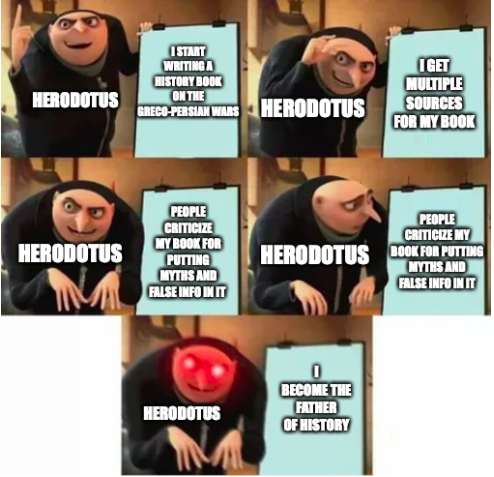 HERODOTUS
I START
WRITING A
HISTORY BOOK
ON THE
GRECO-PERSIAN WARS
HERODOTUS
I GET
MULTIPLE
SOURCES
FOR MY BOOK
HERODOTUS
PEOPLE
CRITICIZE
MY BOOK FOR
PUTTING
MYTHS AND
FALSE INFO IN IT
HERODOTUS
PEOPLE
CRITICIZE MY
BOOK FOR PUTTING
MYTHS AND
FALSE INFO IN IT
HERODOTUS
I
BECOME THE
FATHER
OF HISTORY